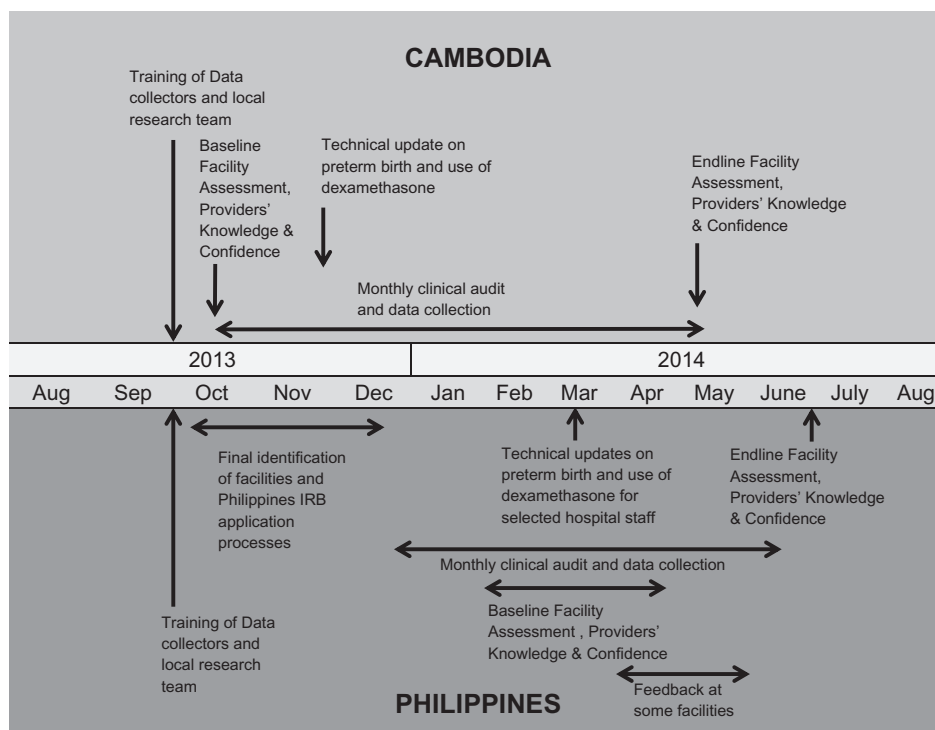 CAMBODIA
Training of Data
collectors and local
research team
Baseline
Facility
Assessment,
Providers'
Knowledge &
Confidence
Technical update on
preterm birth and use of
dexamethasone
Endline Facility
Assessment,
Providers' Knowledge
& Confidence
Monthly clinical audit
and data collection
2013 2014
Aug Sep Oct Nov Dec Jan Feb Mar Apr May June July Aug
Final identification
of facilities and
Philippines IRB
application
processes
Technical updates on
preterm birth and use of
dexamethasone for
selected hospital staff
Endline Facility
Assessment,
Providers' Knowledge
& Confidence
Monthly clinical audit and data collection
Baseline Facility
Assessment , Providers'
Knowledge & Confidence
Training of Data
collectors and
local research
team
Feedback at
some facilities
PHILIPPINES